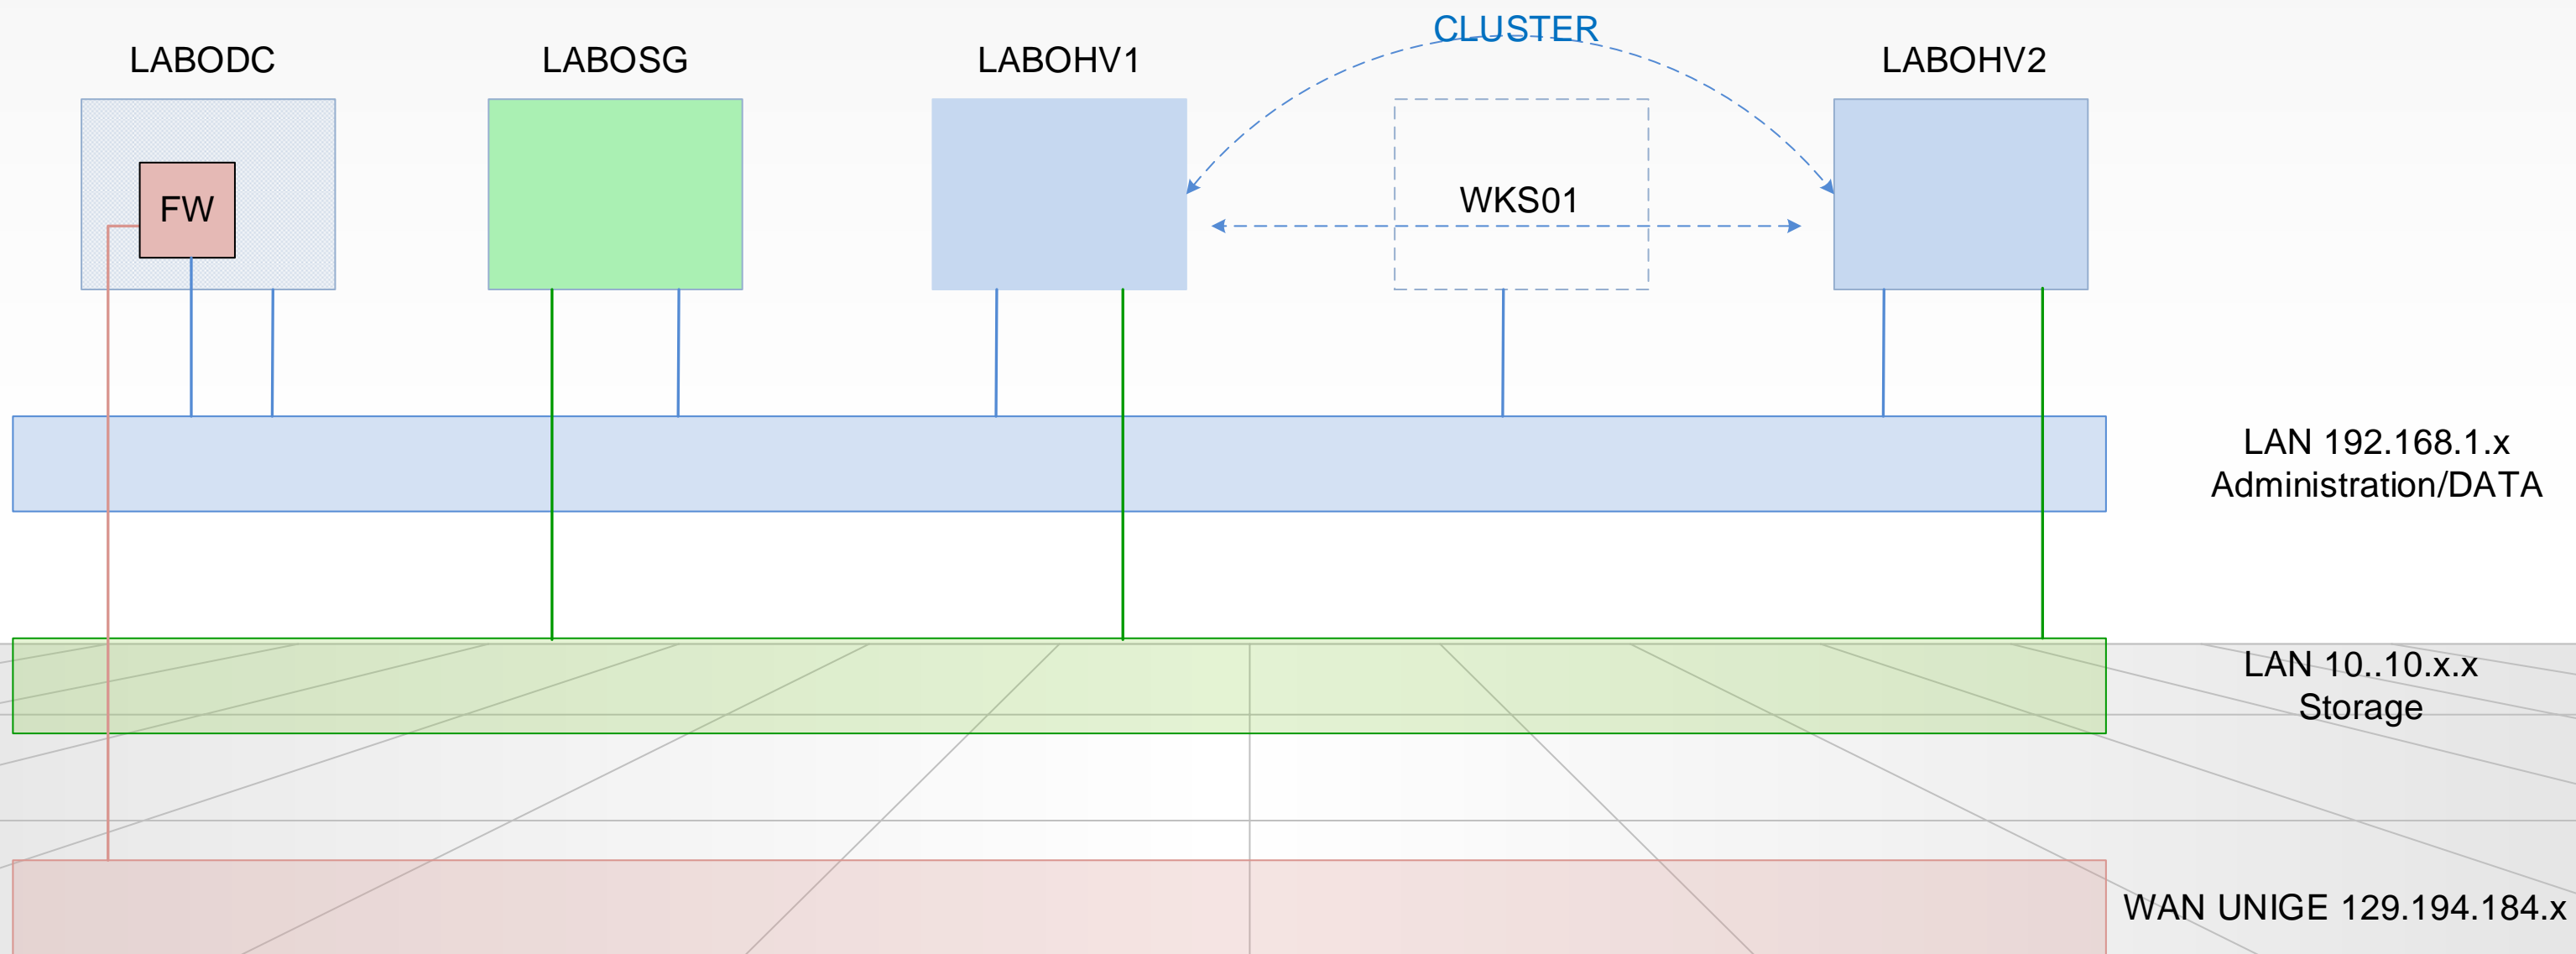 CLUSTER
LABODC
LABOSG
LABOHV1
LABOHV2
FW
WKS01
LAN 192.168.1.x
Administration/DATA
LAN 10..10.x.x
Storage
WAN UNIGE 129.194.184.x